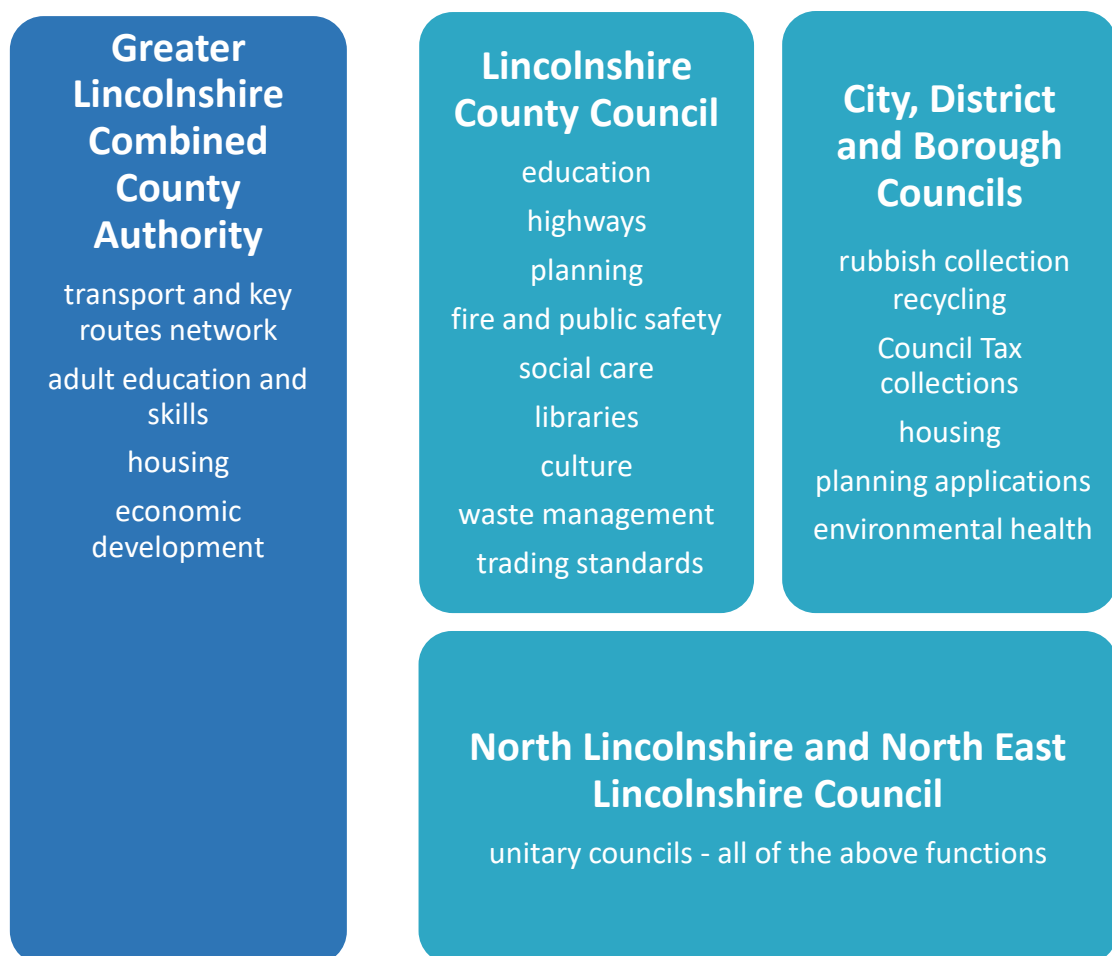 Greater
Lincolnshire
Combined
County
Authority
transport and key
routes network
adult education and
skills
housing
economic
development
Lincolnshire
County Council
education
highways
planning
fire and public safety
social care
libraries
culture
waste management
trading standards
City, District
and Borough
Councils
rubbish collection
recycling
Council Tax
collections
housing
planning applications
environmental health
North Lincolnshire and North East
Lincolnshire Council
unitary councils - all of the above functions